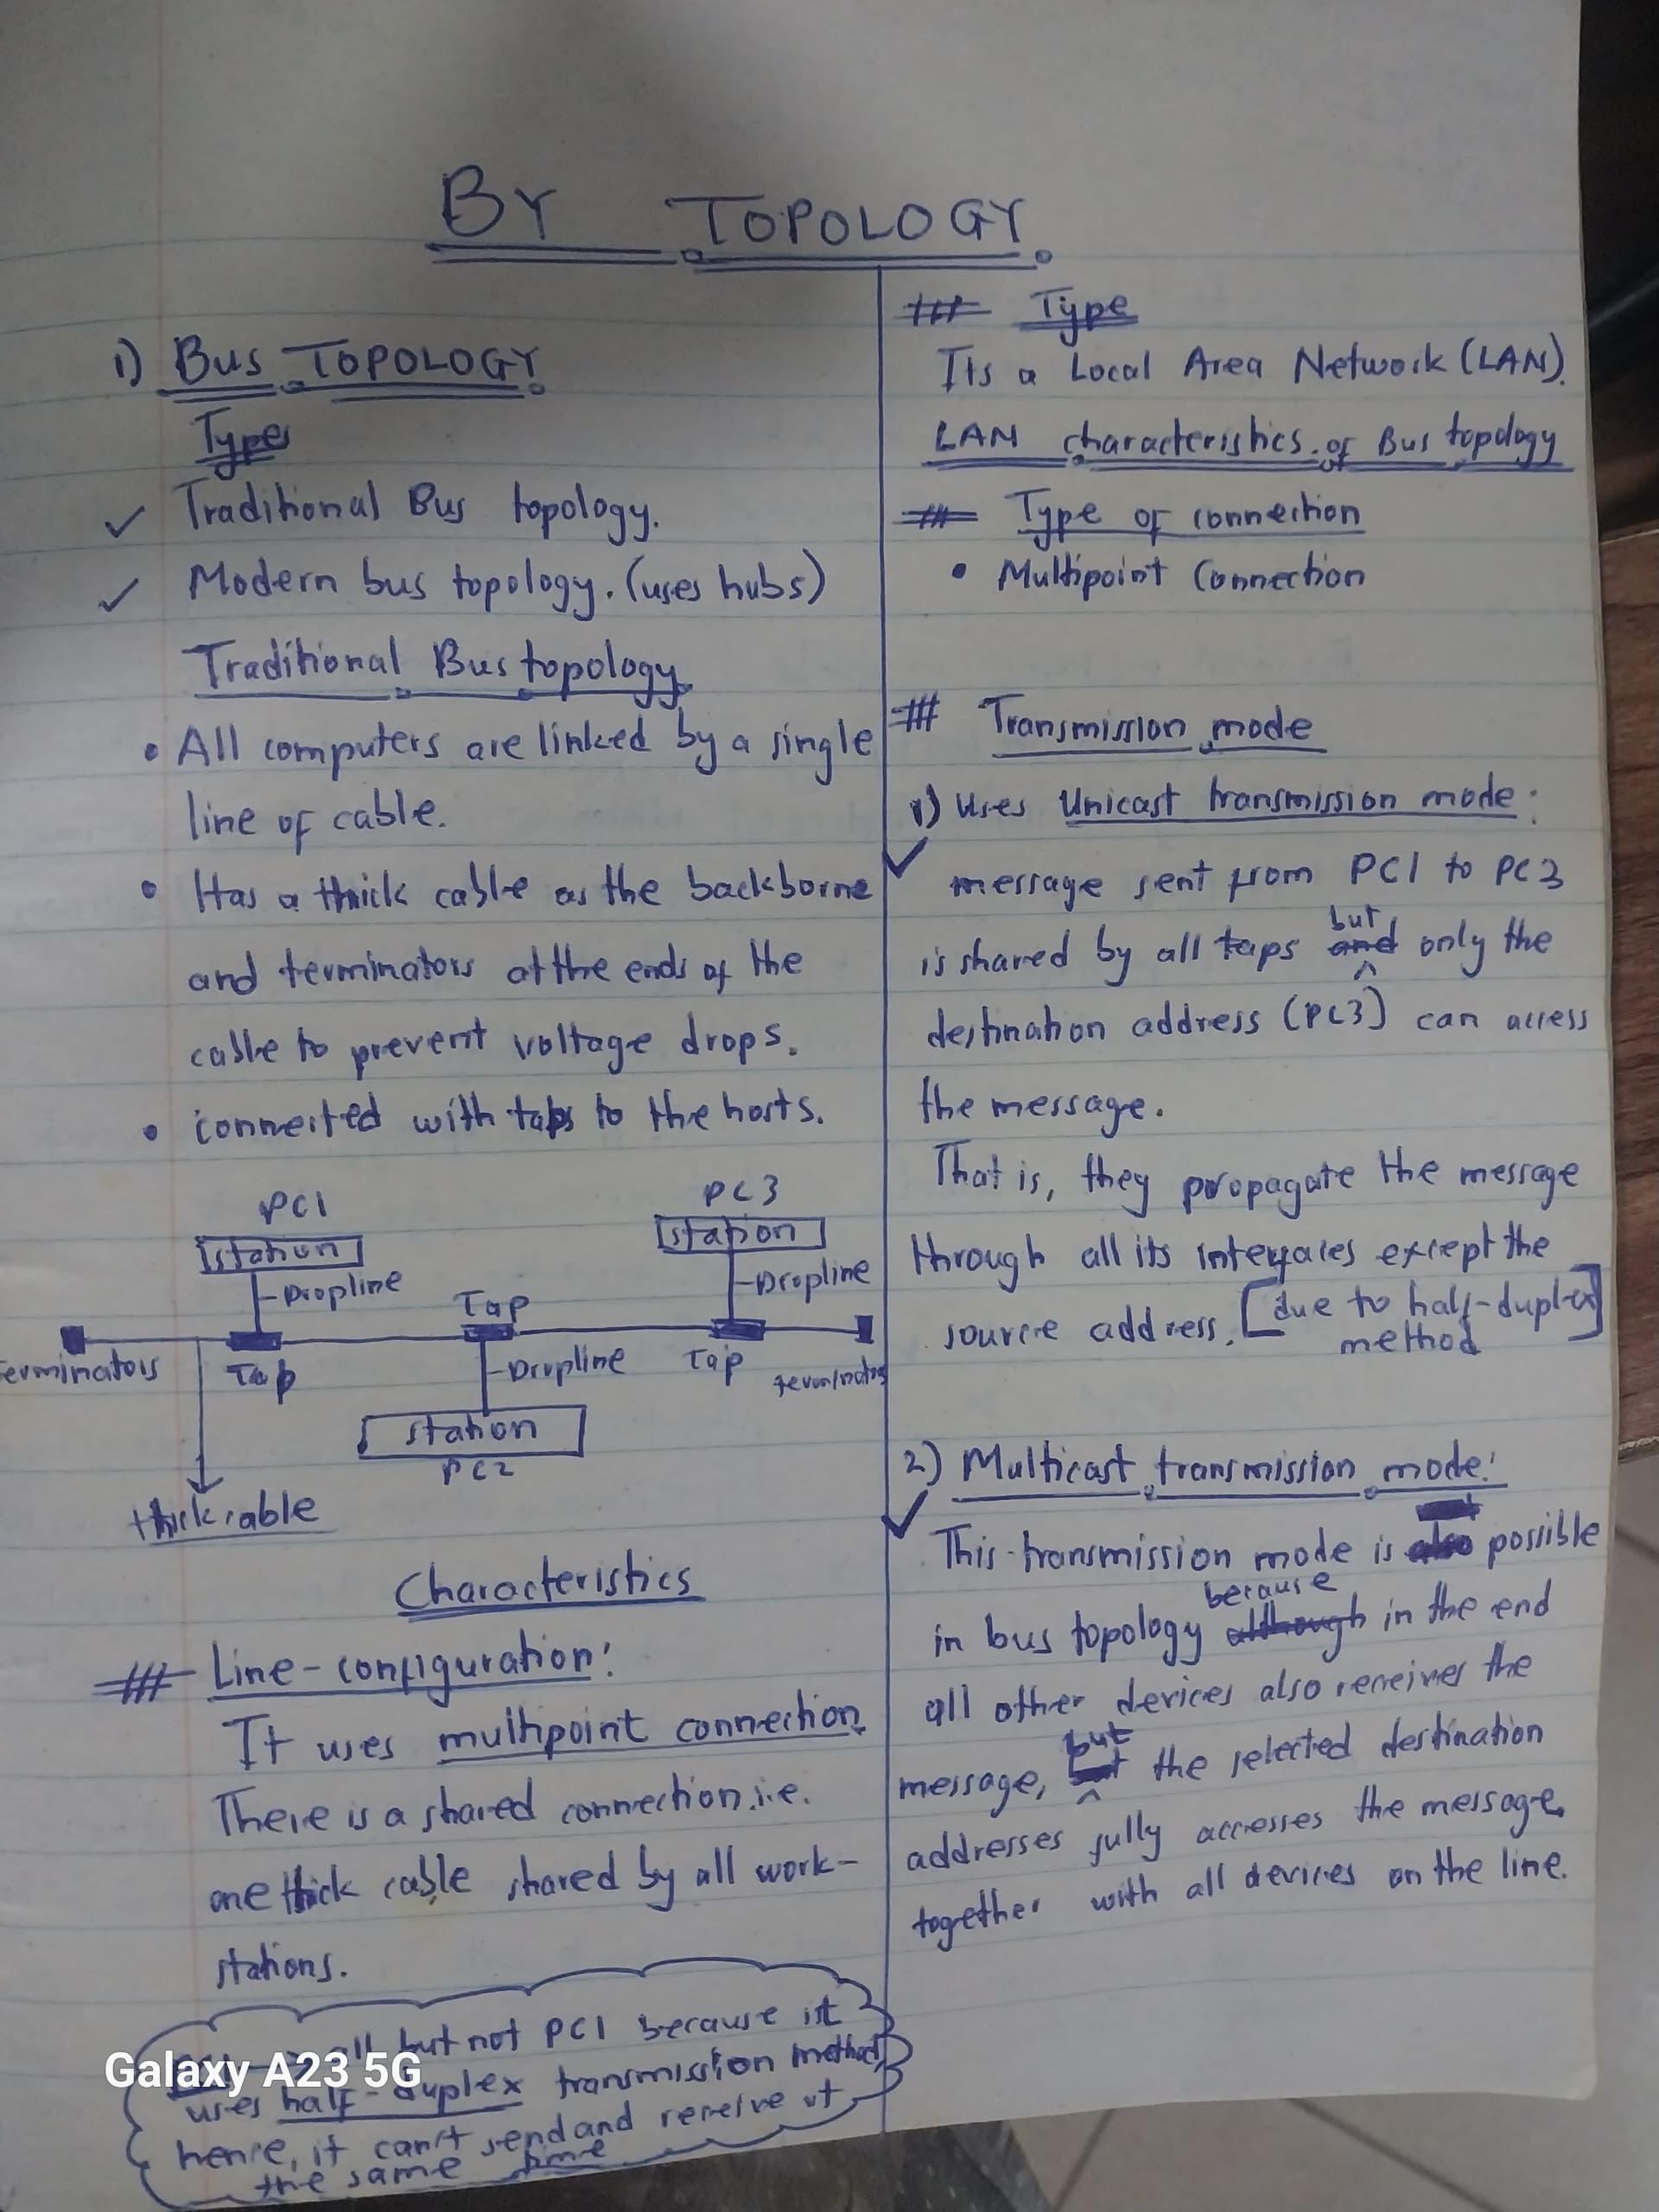 BY TOPOLOGY
1) BUS TOPOLOGY
Types
✓ Traditional Bus topology.
✓ Modern bus topology. (uses hubs)
Traditional Bus topology
• All computers are linked by a single
line of cable.
• Has a thick cable as the backborne
and terminators at the ends of the
cable to prevent voltage drops.
• connected with taps to the hosts.
PC1
station
Dropline
PC3
station
Dropline
Tap
erminators
Tap
Dropline
Tap
terminator
station
PC2
thick cable
Characteristics
# Line-configuration:
It uses multipoint connection
There is a shared connection i.e.
one thick cable shared by all work-
stations.
all but not PC1 because it
uses half-duplex transmission method
hence, it can't send and receive at
the same time
# Type
Its a Local Area Network (LAN).
LAN characteristics of Bus topology
# Type of connection
• Multipoint Connection
# Transmission mode
1) Uses Unicast transmission mode:
✓ message sent from PC1 to PC3
is shared by all taps but only the
destination address (PC3) can access
the message.
That is, they propagate the message
through all its interfaces except the
source address. [due to half-duplex
method]
2) Multicast transmission mode:
✓ This transmission mode is possible
in bus topology because in the end
all other devices also receives the
message, but the selected destination
addresses fully accesses the message
together with all devices on the line.
Galaxy A23 5G